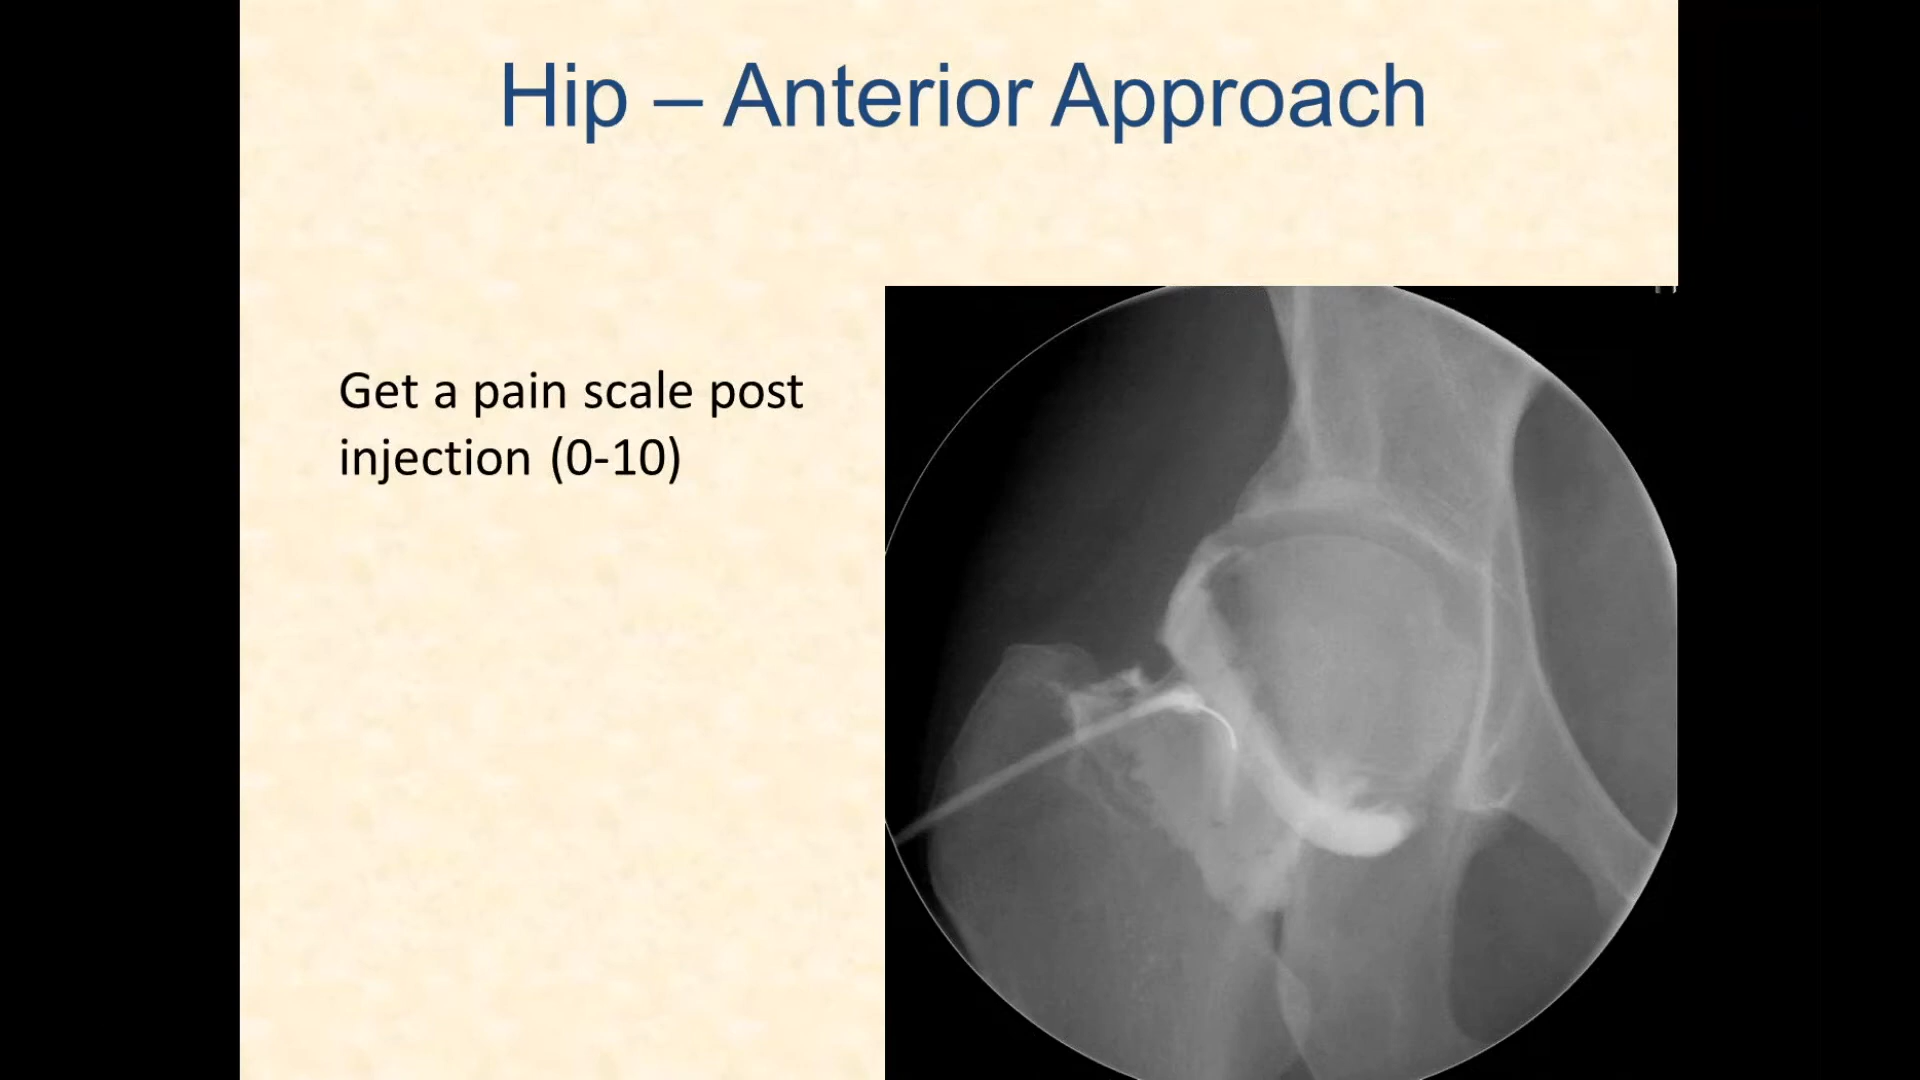 Hip – Anterior Approach
Get a pain scale post
injection (0-10)